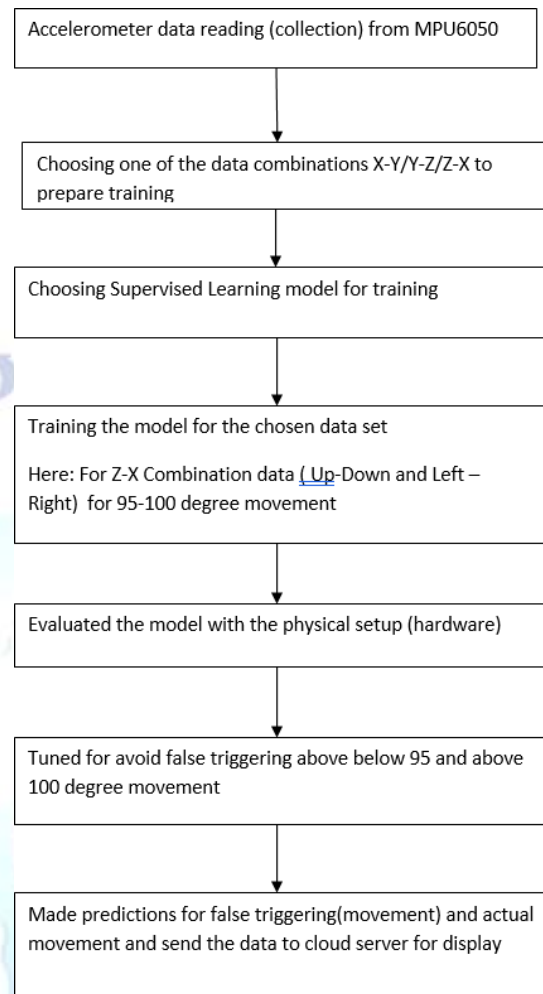 Accelerometer data reading (collection) from MPU6050
Choosing one of the data combinations X-Y/Y-Z/Z-X to
prepare training
Choosing Supervised Learning model for training
Training the model for the chosen data set
Here: For Z-X Combination data ( Up-Down and Left –
Right)  for 95-100 degree movement
Evaluated the model with the physical setup (hardware)
Tuned for avoid false triggering above below 95 and above
100 degree movement
Made predictions for false triggering(movement) and actual
movement and send the data to cloud server for display